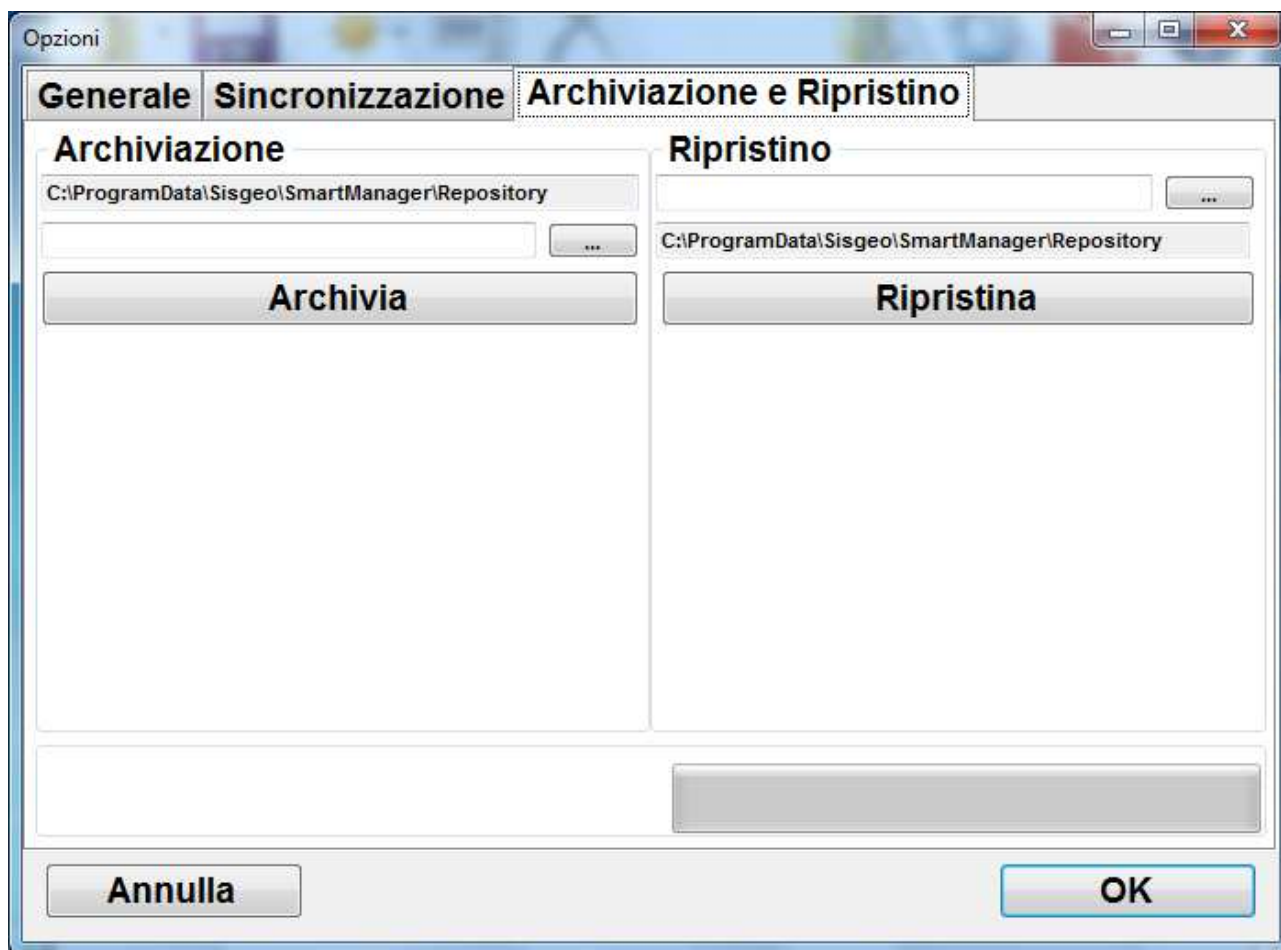 Opzioni
Generale Sincronizzazione Archiviazione e Ripristino
Archiviazione
C:\ProgramData\Sisgeo\SmartManager\Repository
...
Archivia
Ripristino
...
C:\ProgramData\Sisgeo\SmartManager\Repository
Ripristina
Annulla
OK